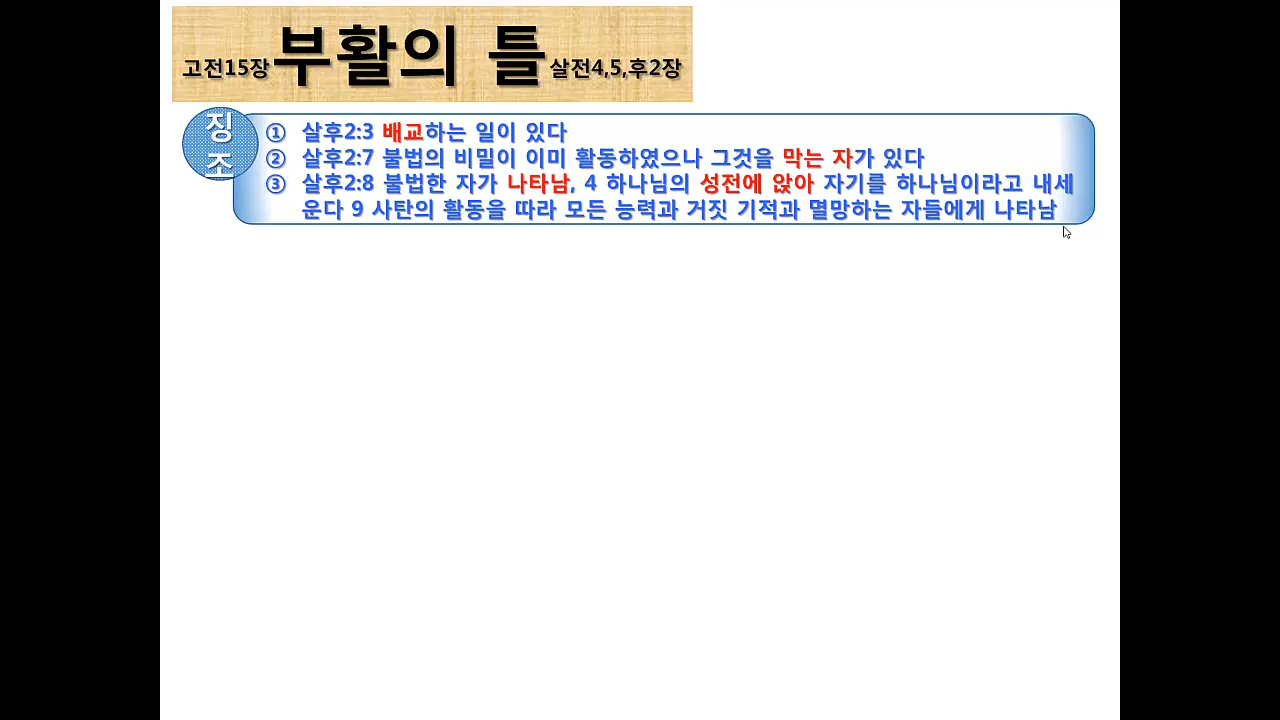 고전15장 부활의 틀 살전4,5,후2장
징
조
① 살후2:3 배교하는 일이 있다
② 살후2:7 불법의 비밀이 이미 활동하였으나 그것을 막는 자가 있다
③ 살후2:8 불법한 자가 나타남, 4 하나님의 성전에 앉아 자기를 하나님이라고 내세
운다 9 사탄의 활동을 따라 모든 능력과 거짓 기적과 멸망하는 자들에게 나타남